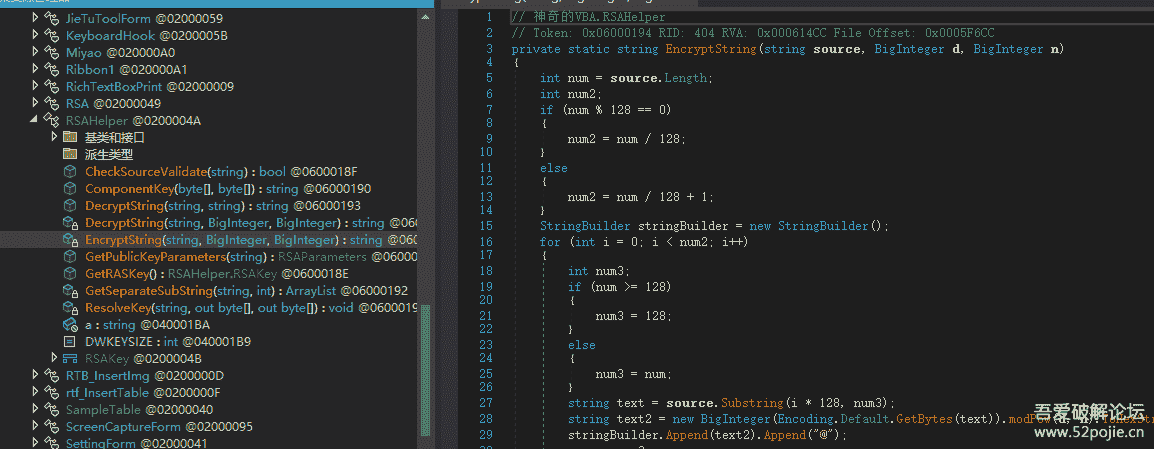 JieTuToolForm @02000059
KeyboardHook @0200005B
Miyao @020000A0
Ribbon1 @020000A1
RichTextBoxPrint @02000009
RSA @02000049
RSAHelper @0200004A
基类和接口
派生类型
CheckSourceValidate(string) : bool @0600018F
ComponentKey(byte[], byte[]) : string @06000190
DecryptString(string, string) : string @06000193
DecryptString(string, BigInteger, BigInteger) : string @060
EncryptString(string, BigInteger, BigInteger) : string @060
GetPublicKeyParameters(string) : RSAParameters @060000
GetRASKey() : RSAHelper.RSAKey @0600018E
GetSeparateSubString(string, int) : ArrayList @06000192
ResolveKey(string, out byte[], out byte[]) : void @0600019
a : string @040001BA
DWKEYSIZE : int @040001B9
RSAKey @0200004B
RTB_InsertImg @0200000D
rtf_InsertTable @0200000F
SampleTable @02000040
ScreenCaptureForm @02000095
SettingForm @02000041
1 // 神奇的VBA.RSAHelper
2 // Token: 0x06000194 RID: 404 RVA: 0x000614CC File Offset: 0x0005F6CC
3 private static string EncryptString(string source, BigInteger d, BigInteger n)
4 {
5 int num = source.Length;
6 int num2;
7 if (num % 128 == 0)
8 {
9 num2 = num / 128;
10 }
11 else
12 {
13 num2 = num / 128 + 1;
14 }
15 StringBuilder stringBuilder = new StringBuilder();
16 for (int i = 0; i < num2; i++)
17 {
18 int num3;
19 if (num >= 128)
20 {
21 num3 = 128;
22 }
23 else
24 {
25 num3 = num;
26 }
27 string text = source.Substring(i * 128, num3);
28 string text2 = new BigInteger(Encoding.Default.GetBytes(text)).modPow(d, n).ToHexStr
29 stringBuilder.Append(text2).Append("@");
吾爱破解论坛
www.52pojie.cn